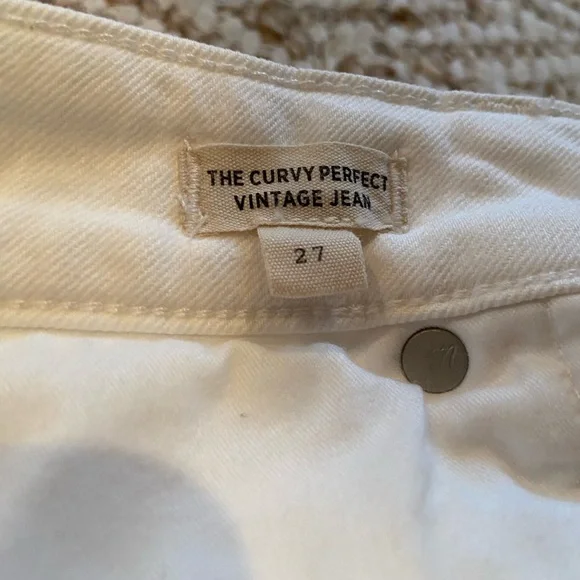 THE CURVY PERFECT
VINTAGE JEAN
27
m